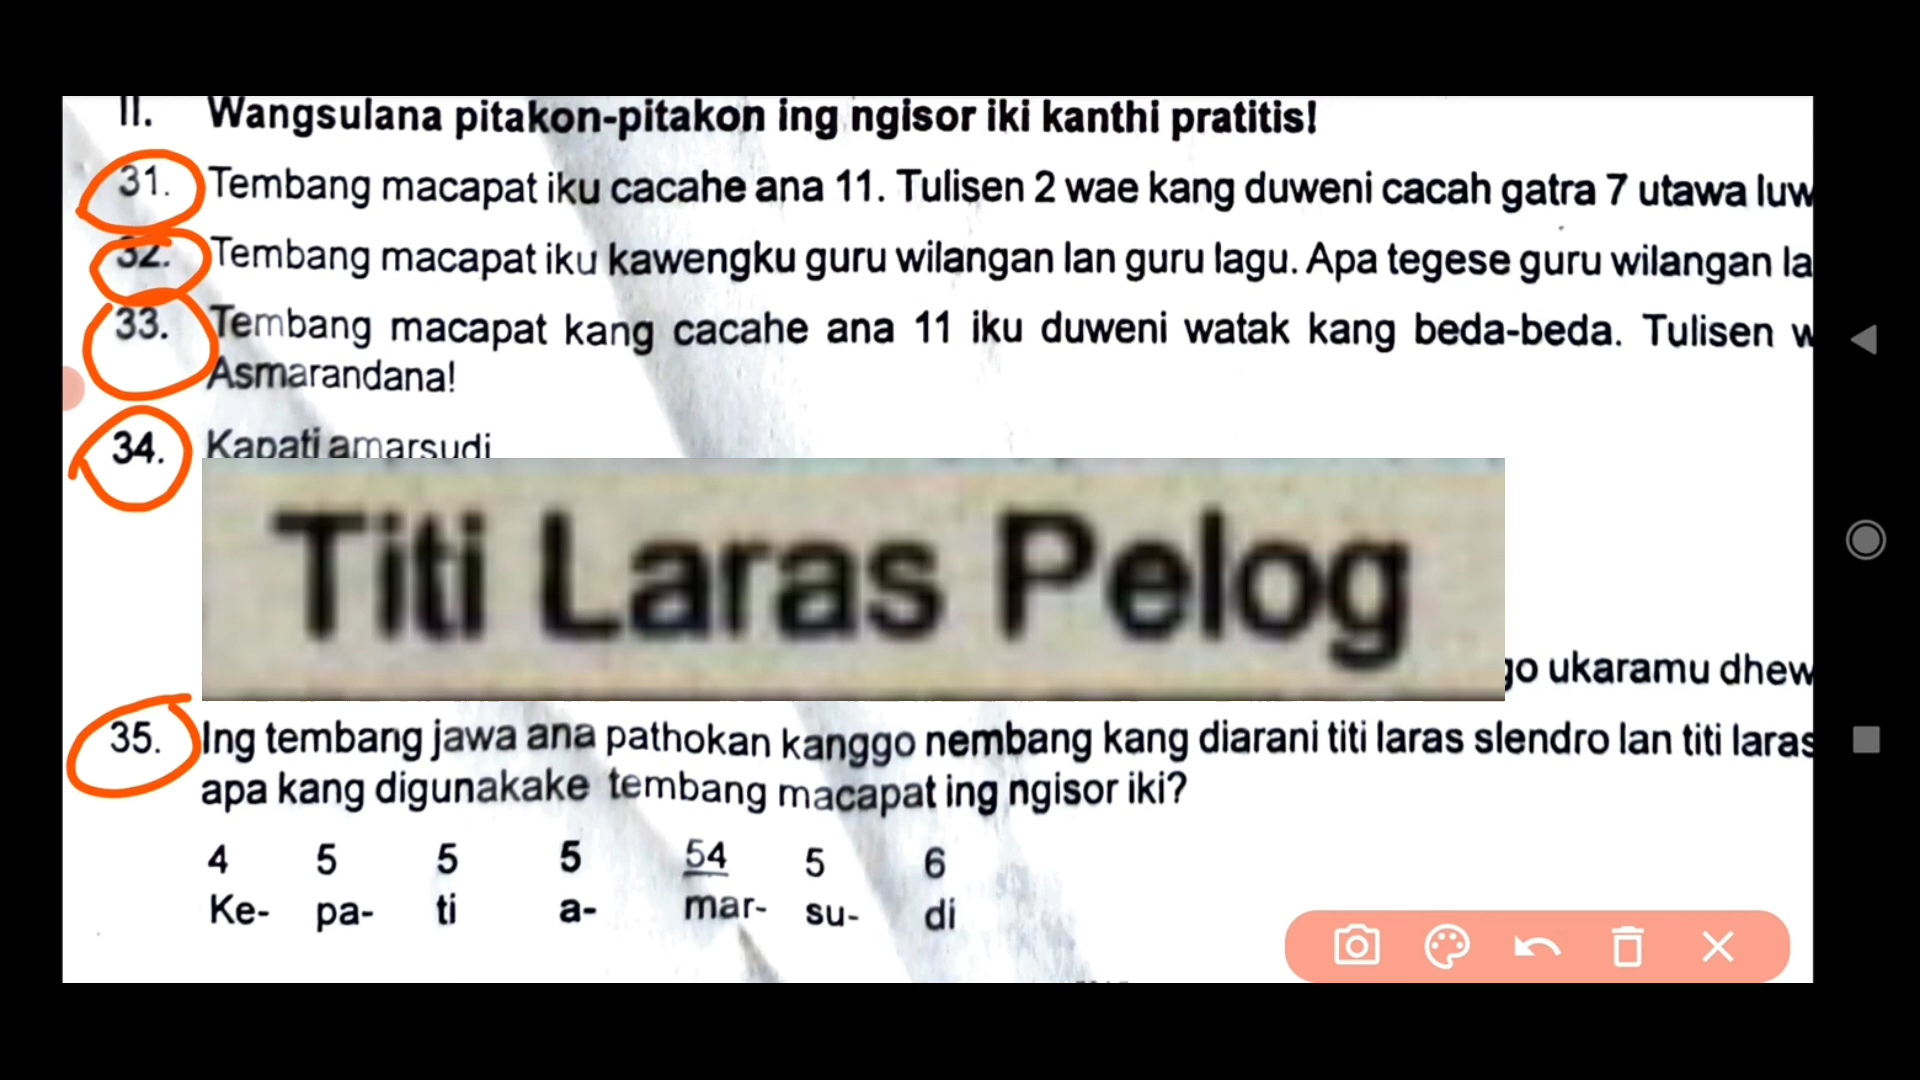 II. Wangsulana pitakon-pitakon ing ngisor iki kanthi pratitis!
31. Tembang macapat iku cacahe ana 11. Tulisen 2 wae kang duweni cacah gatra 7 utawa luw
32. Tembang macapat iku kawengku guru wilangan lan guru lagu. Apa tegese guru wilangan la
33. Tembang macapat kang cacahe ana 11 iku duweni watak kang beda-beda. Tulisen w
Asmarandana!
34. Kapati amarsudi
Titi Laras Pelog
go ukaramu dhew
35. Ing tembang jawa ana pathokan kanggo nembang kang diarani titi laras slendro lan titi laras
apa kang digunakake tembang macapat ing ngisor iki?
4 5 5 5 54 5 6
Ke- pa- ti a- mar- su- di